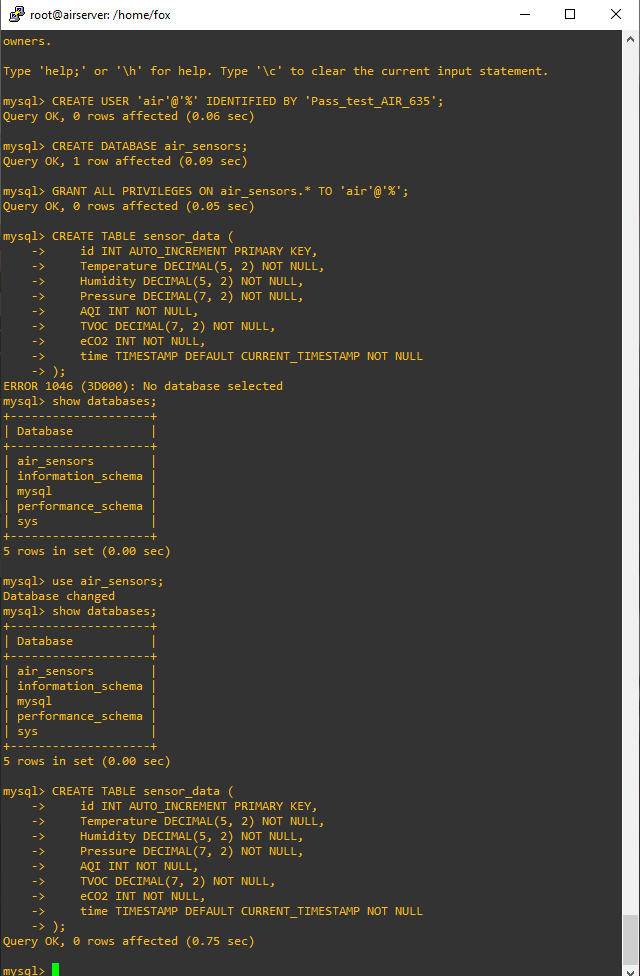 root@airserver: /home/fox
owners.
Type 'help;' or '\h' for help. Type '\c' to clear the current input statement.
mysql> CREATE USER 'air'@'%' IDENTIFIED BY 'Pass_test_AIR_635';
Query OK, 0 rows affected (0.06 sec)
mysql> CREATE DATABASE air_sensors;
Query OK, 1 row affected (0.09 sec)
mysql> GRANT ALL PRIVILEGES ON air_sensors.* TO 'air'@'%';
Query OK, 0 rows affected (0.05 sec)
mysql> CREATE TABLE sensor_data (
    ->     id INT AUTO_INCREMENT PRIMARY KEY,
    ->     Temperature DECIMAL(5, 2) NOT NULL,
    ->     Humidity DECIMAL(5, 2) NOT NULL,
    ->     Pressure DECIMAL(7, 2) NOT NULL,
    ->     AQI INT NOT NULL,
    ->     TVOC DECIMAL(7, 2) NOT NULL,
    ->     eCO2 INT NOT NULL,
    ->     time TIMESTAMP DEFAULT CURRENT_TIMESTAMP NOT NULL
    -> );
ERROR 1046 (3D000): No database selected
mysql> show databases;
+--------------------+
| Database           |
+--------------------+
| air_sensors        |
| information_schema |
| mysql              |
| performance_schema |
| sys                |
+--------------------+
5 rows in set (0.00 sec)
mysql> use air_sensors;
Database changed
mysql> show databases;
+--------------------+
| Database           |
+--------------------+
| air_sensors        |
| information_schema |
| mysql              |
| performance_schema |
| sys                |
+--------------------+
5 rows in set (0.00 sec)
mysql> CREATE TABLE sensor_data (
    ->     id INT AUTO_INCREMENT PRIMARY KEY,
    ->     Temperature DECIMAL(5, 2) NOT NULL,
    ->     Humidity DECIMAL(5, 2) NOT NULL,
    ->     Pressure DECIMAL(7, 2) NOT NULL,
    ->     AQI INT NOT NULL,
    ->     TVOC DECIMAL(7, 2) NOT NULL,
    ->     eCO2 INT NOT NULL,
    ->     time TIMESTAMP DEFAULT CURRENT_TIMESTAMP NOT NULL
    -> );
Query OK, 0 rows affected (0.75 sec)
mysql>